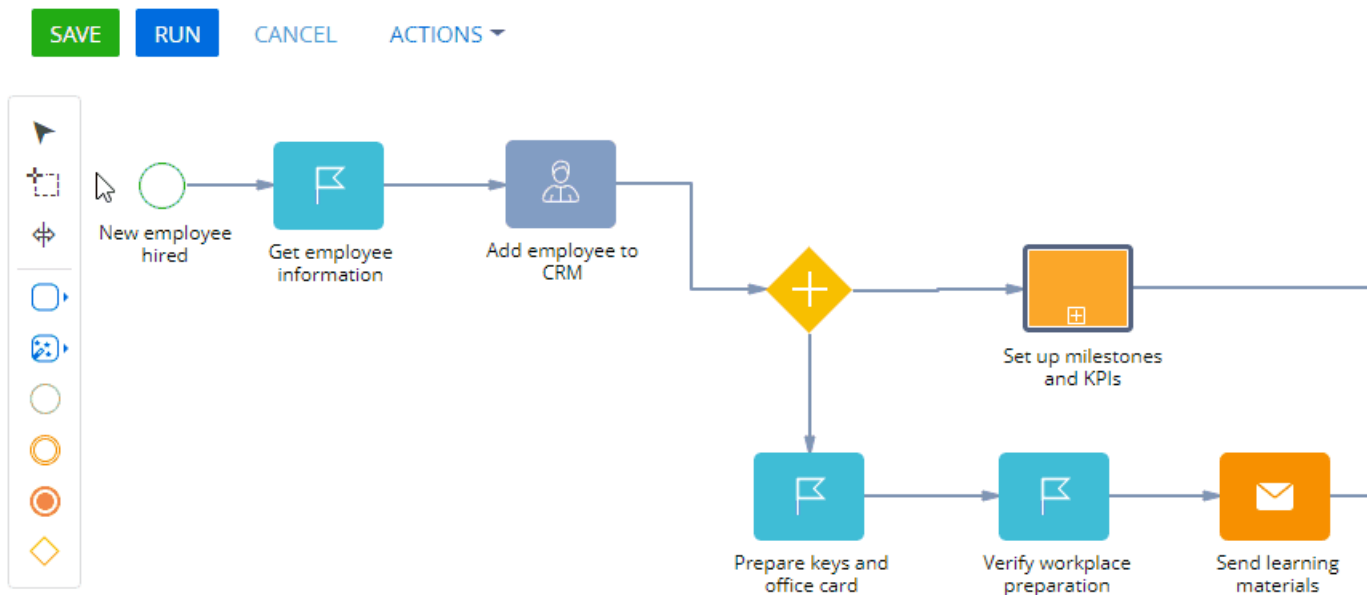 SAVE
RUN
CANCEL
ACTIONS
New employee
hired
Get employee
information
Add employee to
CRM
Set up milestones
and KPIs
Prepare keys and
office card
Verify workplace
preparation
Send learning
materials